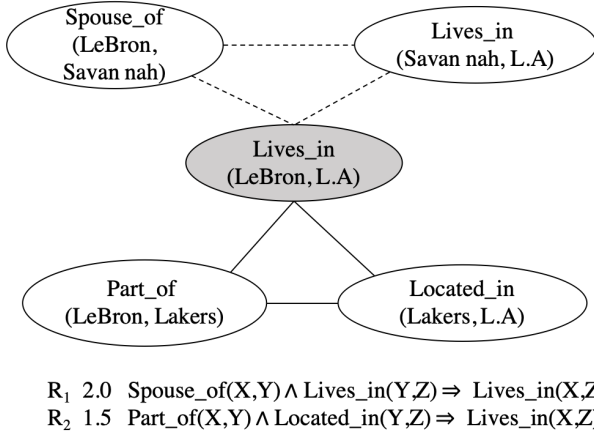 Spouse_of
(LeBron,
Savan nah)
Lives_in
(Savan nah, L.A)
Lives_in
(LeBron, L.A)
Part_of
(LeBron, Lakers)
Located_in
(Lakers, L.A)
R₁ 2.0 Spouse_of(X,Y) ∧ Lives_in(Y,Z) ⇒ Lives_in(X,Z
R₂ 1.5 Part_of(X,Y) ∧ Located_in(Y,Z) ⇒ Lives_in(X,Z)